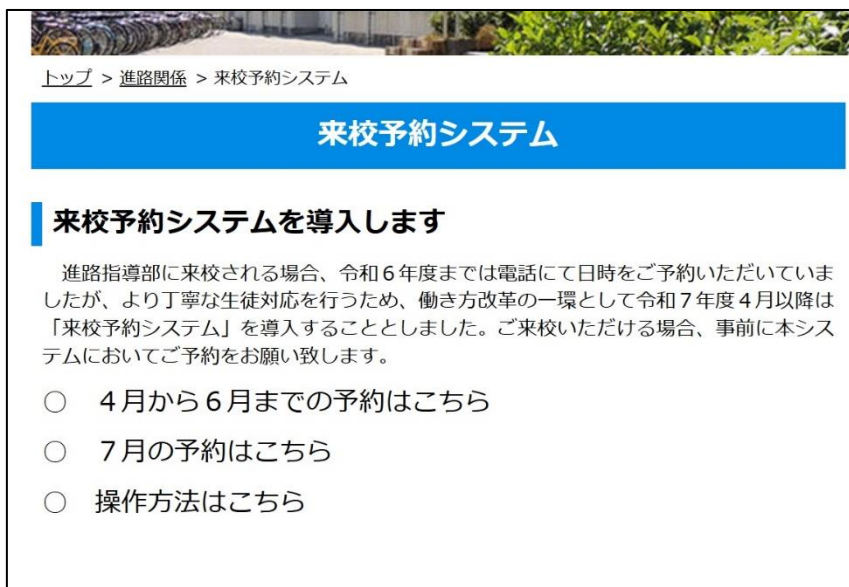 トップ > 進路関係 > 来校予約システム
来校予約システム
来校予約システムを導入します
　進路指導部に来校される場合、令和６年度までは電話にて日時をご予約いただいていま
したが、より丁寧な生徒対応を行うため、働き方改革の一環として令和７年度４月以降は
「来校予約システム」を導入することとしました。ご来校いただける場合、事前に本シス
テムにおいてご予約をお願い致します。
○　４月から６月までの予約はこちら
○　７月の予約はこちら
○　操作方法はこちら